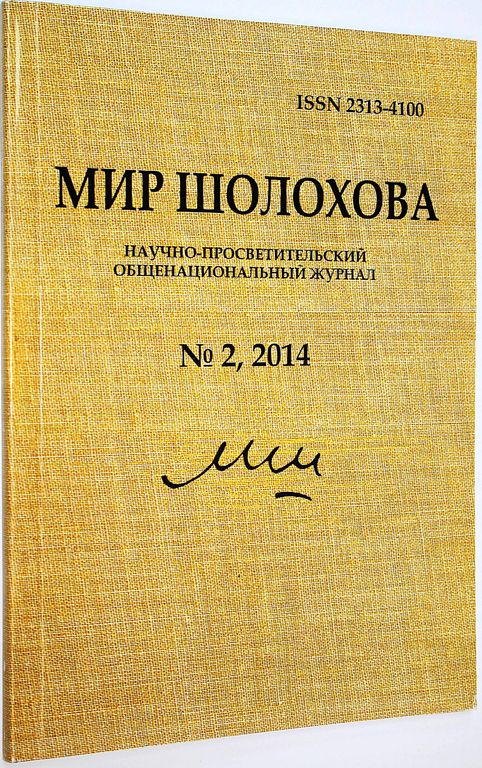 ISSN 2313-4100
МИР ШОЛОХОВА
НАУЧНО-ПРОСВЕТИТЕЛЬСКИЙ
ОБЩЕНАЦИОНАЛЬНЫЙ ЖУРНАЛ
№ 2, 2014